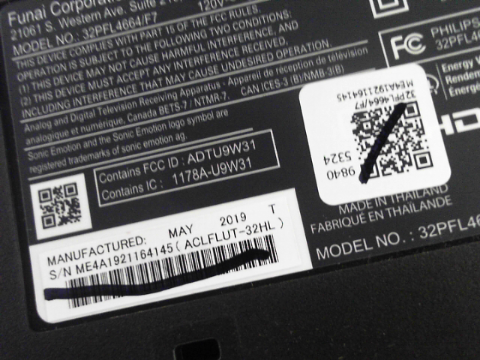 Funai Corporation
21061 S. Western Ave, Suite 21
MODEL NO.: 32PFL4664/F7 120V
THIS DEVICE COMPLIES WITH PART 15 OF THE FCC RULES.
OPERATION IS SUBJECT TO THE FOLLOWING TWO CONDITIONS:
(1) THIS DEVICE MAY NOT CAUSE HARMFUL INTERFERENCE, AND
(2) THIS DEVICE MUST ACCEPT ANY INTERFERENCE RECEIVED,
INCLUDING INTERFERENCE THAT MAY CAUSE UNDESIRED OPERATION.
Analog and Digital Television Receiving Apparatus - Appareil de réception de télévision
analogique et numérique, Canada BETS-7 / NTMR-7. CAN ICES-3 (B)/NMB-3(B)
Sonic Emotion and the Sonic Emotion logo symbol are
registered trademarks of sonic emotion ag.
Contains FCC ID : ADTU9W31
Contains IC : 1178A-U9W31
MANUFACTURED: MAY 2019 T
S/N ME4A1921164145 ( ACLFLUT-32HL )
FC PHILIPS
32PFL46
Energy
ME4A1921164145
32PFL4664/F7
9840
5324
HD
MADE IN THAILAND
FABRIQUÉ EN THAÏLANDE
MODEL NO. : 32PFL46